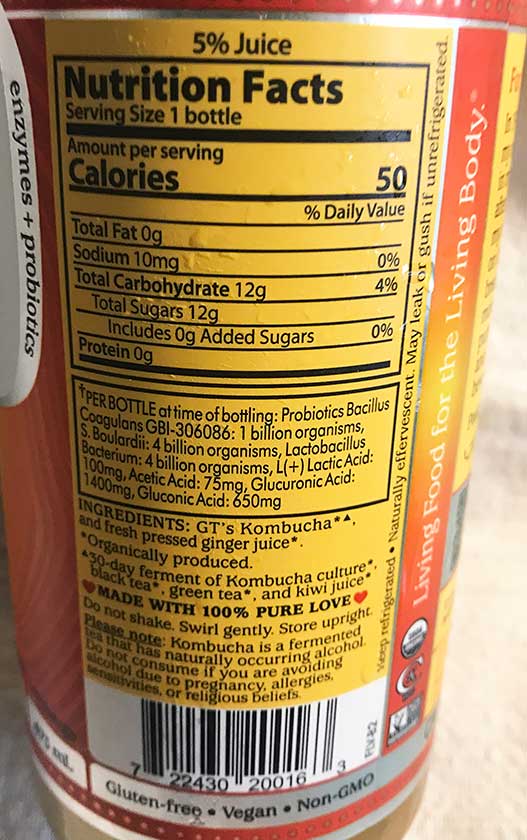 5% Juice
Nutrition Facts
Serving Size 1 bottle
Amount per serving
Calories 50
% Daily Value
Total Fat 0g
Sodium 10mg 0%
Total Carbohydrate 12g 4%
Total Sugars 12g
Includes 0g Added Sugars 0%
Protein 0g
†PER BOTTLE at time of bottling: Probiotics Bacillus
Coagulans GBI-306086: 1 billion organisms,
S. Boulardii: 4 billion organisms, Lactobacillus
Bacterium: 4 billion organisms, L(+) Lactic Acid:
100mg, Acetic Acid: 75mg, Glucuronic Acid:
1400mg, Gluconic Acid: 650mg
INGREDIENTS: GT's Kombucha*▲,
and fresh pressed ginger juice*.
*Organically produced.
▲30-day ferment of Kombucha culture*,
black tea*, green tea*, and kiwi juice*
♥MADE WITH 100% PURE LOVE♥
Do not shake. Swirl gently. Store upright.
Please note: Kombucha is a fermented
tea that has naturally occurring alcohol.
Do not consume if you are avoiding
alcohol due to pregnancy, allergies,
sensitivities, or religious beliefs.
7 22430 20016 3
FLV-B2
Gluten-free • Vegan • Non-GMO
enzymes + probiotics
Keep refrigerated • Naturally effervescent. May leak or gush if unrefrigerated.
Living Food for the Living Body.®
mL